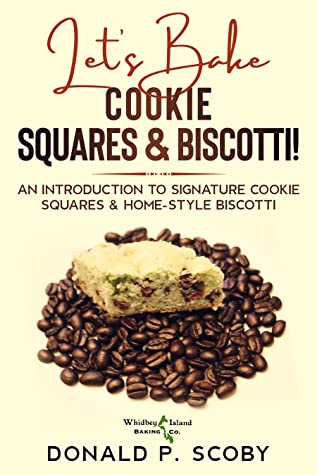 Let's Bake
COOKIE
SQUARES & BISCOTTI!
AN INTRODUCTION TO SIGNATURE COOKIE
SQUARES & HOME-STYLE BISCOTTI
Whidbey Island
BAKING Co.
DONALD P. SCOBY